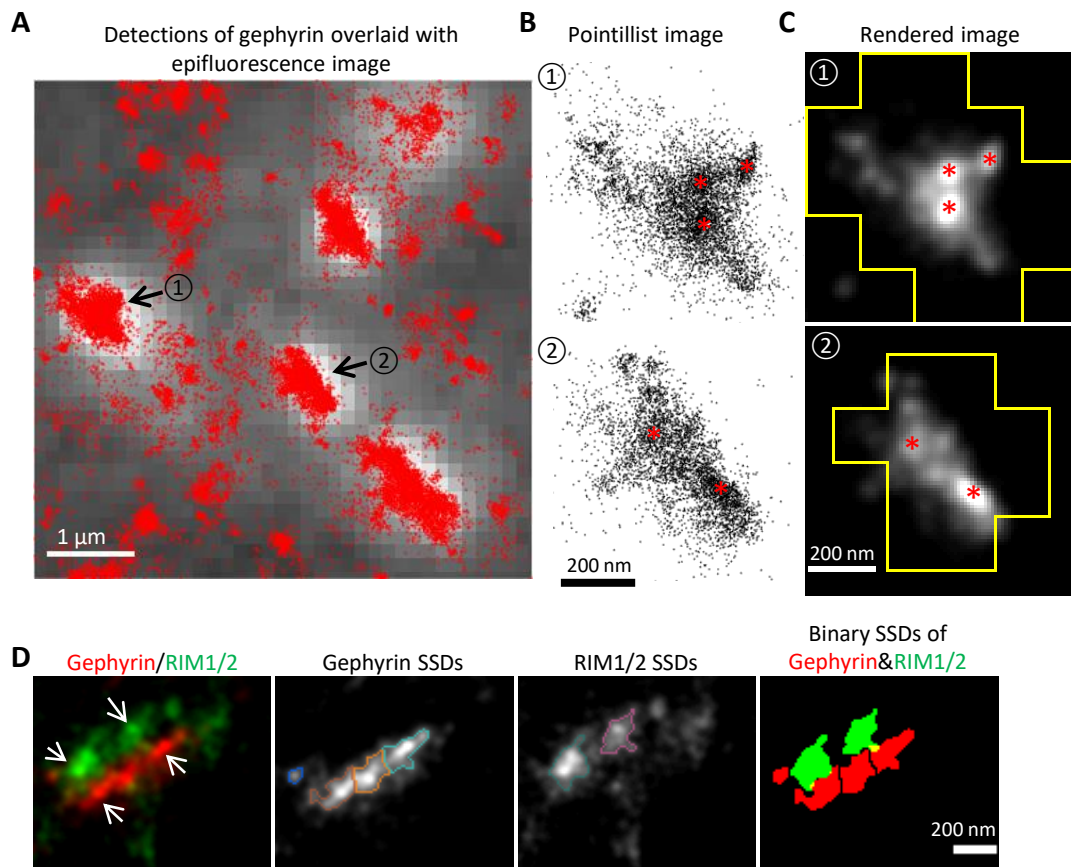 A
Detections of gephyrin overlaid with
epifluorescence image
①
②
1 µm
B
Pointillist image
①
②
200 nm
C
Rendered image
①
②
200 nm
D
Gephyrin/RIM1/2
Gephyrin SSDs
RIM1/2 SSDs
Binary SSDs of
Gephyrin&RIM1/2
200 nm